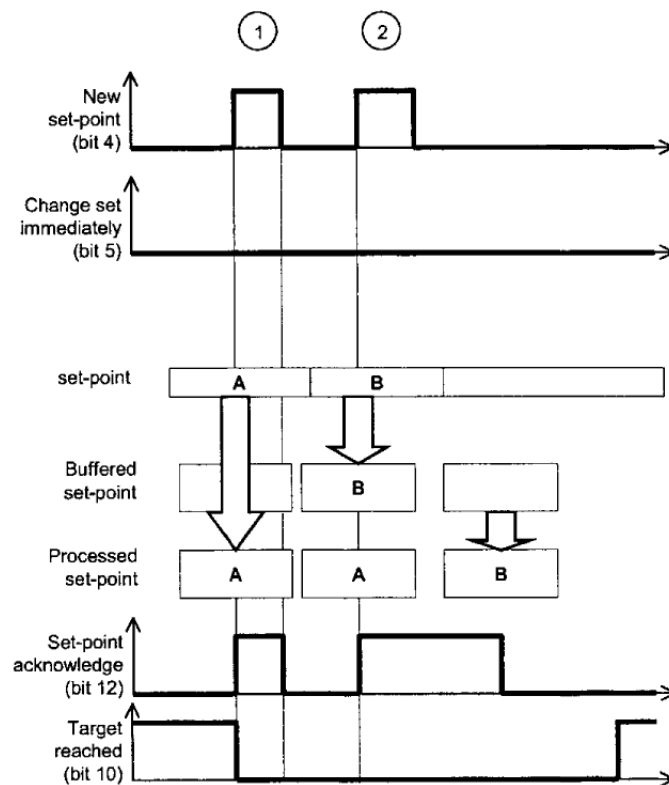 1
2
New
set-point
(bit 4)
Change set
immediately
(bit 5)
set-point
A
B
Buffered
set-point
B
Processed
set-point
A
A
B
Set-point
acknowledge
(bit 12)
Target
reached
(bit 10)